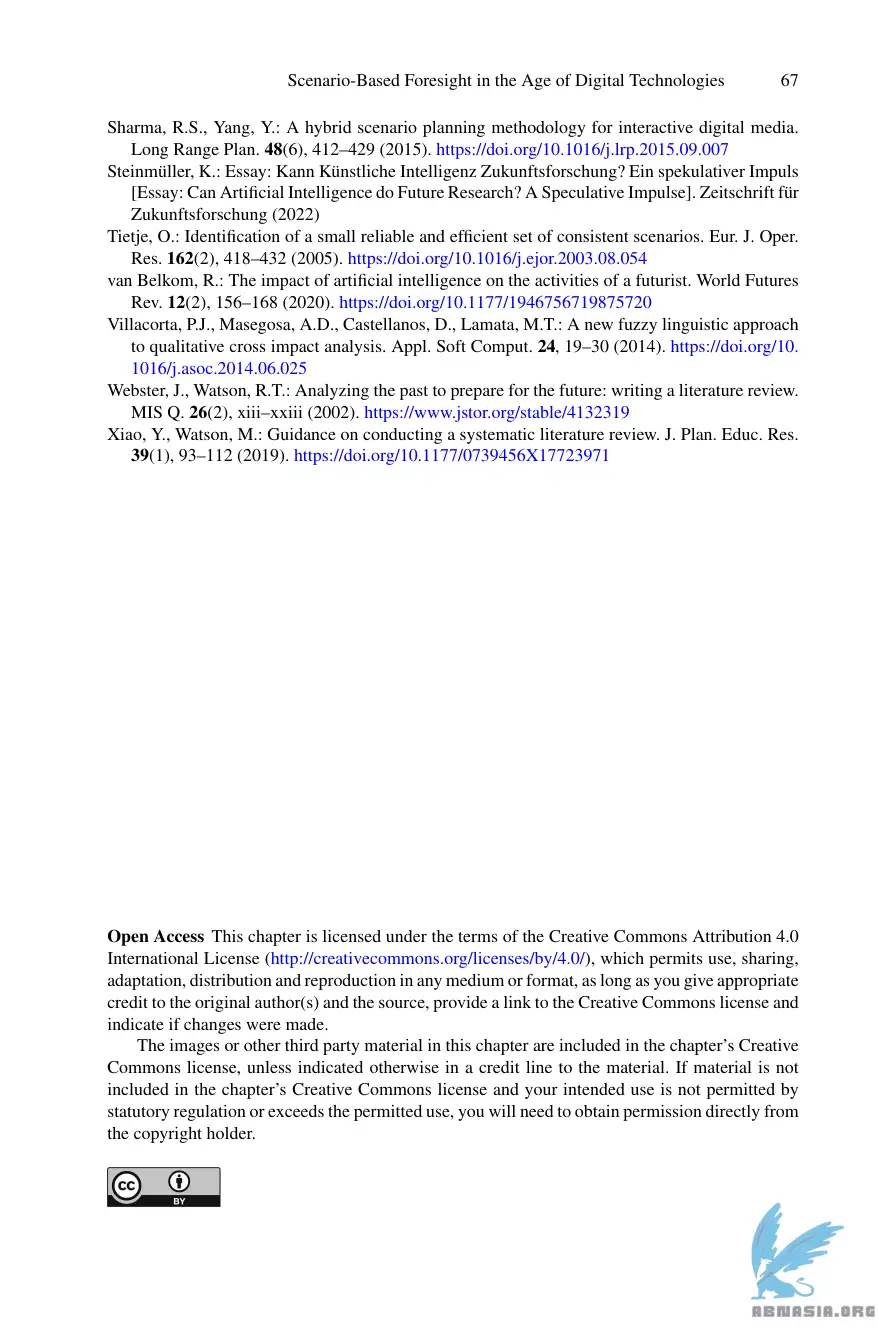 Scenario-Based Foresight in the Age of Digital Technologies 67
Sharma, R.S., Yang, Y.: A hybrid scenario planning methodology for interactive digital media.
Long Range Plan. 48(6), 412–429 (2015). https://doi.org/10.1016/j.lrp.2015.09.007
Steinmüller, K.: Essay: Kann Künstliche Intelligenz Zukunftsforschung? Ein spekulativer Impuls
[Essay: Can Artificial Intelligence do Future Research? A Speculative Impulse]. Zeitschrift für
Zukunftsforschung (2022)
Tietje, O.: Identification of a small reliable and efficient set of consistent scenarios. Eur. J. Oper.
Res. 162(2), 418–432 (2005). https://doi.org/10.1016/j.ejor.2003.08.054
van Belkom, R.: The impact of artificial intelligence on the activities of a futurist. World Futures
Rev. 12(2), 156–168 (2020). https://doi.org/10.1177/1946756719875720
Villacorta, P.J., Masegosa, A.D., Castellanos, D., Lamata, M.T.: A new fuzzy linguistic approach
to qualitative cross impact analysis. Appl. Soft Comput. 24, 19–30 (2014). https://doi.org/10.
1016/j.asoc.2014.06.025
Webster, J., Watson, R.T.: Analyzing the past to prepare for the future: writing a literature review.
MIS Q. 26(2), xiii–xxiii (2002). https://www.jstor.org/stable/4132319
Xiao, Y., Watson, M.: Guidance on conducting a systematic literature review. J. Plan. Educ. Res.
39(1), 93–112 (2019). https://doi.org/10.1177/0739456X17723971
Open Access This chapter is licensed under the terms of the Creative Commons Attribution 4.0
International License (http://creativecommons.org/licenses/by/4.0/), which permits use, sharing,
adaptation, distribution and reproduction in any medium or format, as long as you give appropriate
credit to the original author(s) and the source, provide a link to the Creative Commons license and
indicate if changes were made.
The images or other third party material in this chapter are included in the chapter's Creative
Commons license, unless indicated otherwise in a credit line to the material. If material is not
included in the chapter's Creative Commons license and your intended use is not permitted by
statutory regulation or exceeds the permitted use, you will need to obtain permission directly from
the copyright holder.
CC
BY
ABNASIA.ORG